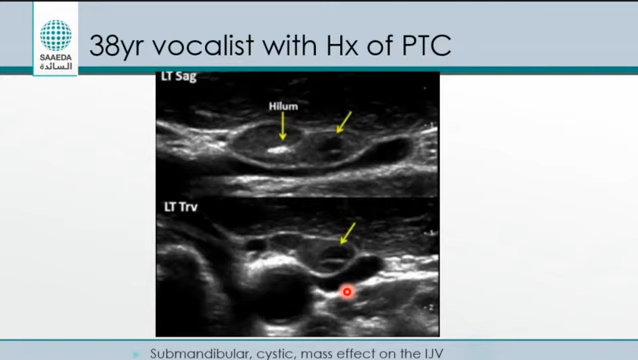 SAAEDA
السائدة
38yr vocalist with Hx of PTC
LT Sag
Hilum
LT Trv
Submandibular, cystic, mass effect on the IJV